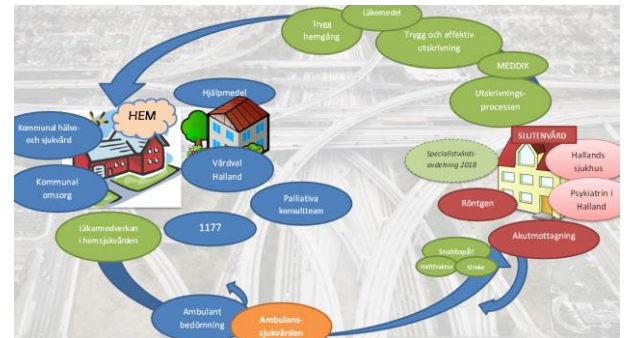 Trygg
hemgång
Läkemedel
Trygg och effektiv
utskrivning
MEDDIX
Utskrivnings-
processen
Hjälpmedel
HEM
Kommunal hälso-
och sjukvård
Kommunal
omsorg
Vårdval
Halland
Palliativa
konsultteam
1177
Läkarmedverkan
i hemsjukvården
Ambulant
bedömning
Ambulans-
sjukvården
SLUTENVÅRD
Specialistvårds-
avdelning 2018
Hallands
sjukhus
Psykiatrin i
Halland
Röntgen
Akutmottagning
Snabbspår
Höftfraktur
Stroke